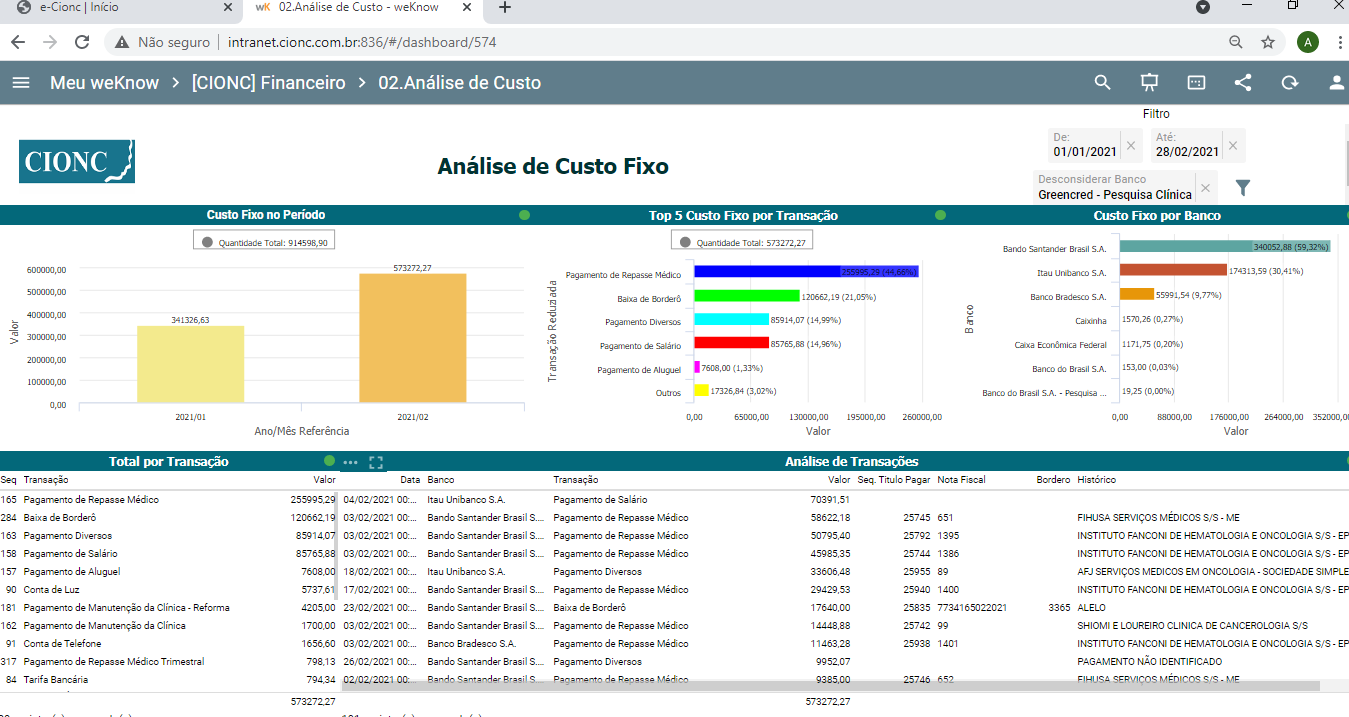 e-Cionc | Início
wK 02.Análise de Custo - weKnow
Não seguro | intranet.cionc.com.br:836/#/dashboard/574
A
Meu weKnow > [CIONC] Financeiro > 02.Análise de Custo
Filtro
CIONC
Análise de Custo Fixo
De: 01/01/2021
Até: 28/02/2021
Desconsiderar Banco
Greencred - Pesquisa Clínica
Custo Fixo no Período
Quantidade Total: 914598,90
Valor
600000,00
500000,00
400000,00
300000,00
200000,00
100000,00
0,00
341326,63
573272,27
2021/01
2021/02
Ano/Mês Referência
Top 5 Custo Fixo por Transação
Quantidade Total: 573272,27
Transação Reduziada
Pagamento de Repasse Médico 255995,29 (44,66%)
Baixa de Borderô 120662,19 (21,05%)
Pagamento Diversos 85914,07 (14,99%)
Pagamento de Salário 85765,88 (14,96%)
Pagamento de Aluguel 7608,00 (1,33%)
Outros 17326,84 (3,02%)
0,00 65000,00 130000,00 195000,00 260000,00
Valor
Custo Fixo por Banco
Banco
Bando Santander Brasil S.A. 340052,88 (59,32%)
Itau Unibanco S.A. 174313,59 (30,41%)
Banco Bradesco S.A. 55991,54 (9,77%)
Caixinha 1570,26 (0,27%)
Caixa Econômica Federal 1171,75 (0,20%)
Banco do Brasil S.A. 153,00 (0,03%)
Banco do Brasil S.A. - Pesquisa ... 19,25 (0,00%)
0,00 88000,00 176000,00 264000,00 352000,0
Valor
Total por Transação
Seq Transação Valor
165 Pagamento de Repasse Médico 255995,29
284 Baixa de Borderô 120662,19
163 Pagamento Diversos 85914,07
158 Pagamento de Salário 85765,88
157 Pagamento de Aluguel 7608,00
90 Conta de Luz 5737,61
181 Pagamento de Manutenção da Clínica - Reforma 4205,00
162 Pagamento de Manutenção da Clínica 1700,00
91 Conta de Telefone 1656,60
317 Pagamento de Repasse Médico Trimestral 798,13
84 Tarifa Bancária 794,34
573272,27
Análise de Transações
Data Banco Transação Valor Seq. Titulo Pagar Nota Fiscal Bordero Histórico
04/02/2021 00:... Itau Unibanco S.A. Pagamento de Salário 70391,51
03/02/2021 00:... Bando Santander Brasil S.... Pagamento de Repasse Médico 58622,18 25745 651 FIHUSA SERVIÇOS MÉDICOS S/S - ME
03/02/2021 00:... Bando Santander Brasil S.... Pagamento de Repasse Médico 50795,40 25792 1395 INSTITUTO FANCONI DE HEMATOLOGIA E ONCOLOGIA S/S - EP
03/02/2021 00:... Bando Santander Brasil S.... Pagamento de Repasse Médico 45985,35 25744 1386 INSTITUTO FANCONI DE HEMATOLOGIA E ONCOLOGIA S/S - EP
18/02/2021 00:... Itau Unibanco S.A. Pagamento Diversos 33606,48 25955 89 AFJ SERVIÇOS MEDICOS EM ONCOLOGIA - SOCIEDADE SIMPLE
17/02/2021 00:... Bando Santander Brasil S.... Pagamento de Repasse Médico 29429,53 25940 1400 INSTITUTO FANCONI DE HEMATOLOGIA E ONCOLOGIA S/S - EP
23/02/2021 00:... Bando Santander Brasil S.... Baixa de Borderô 17640,00 25835 7734165022021 3365 ALELO
03/02/2021 00:... Bando Santander Brasil S.... Pagamento de Repasse Médico 14448,88 25742 99 SHIOMI E LOUREIRO CLINICA DE CANCEROLOGIA S/S
03/02/2021 00:... Banco Bradesco S.A. Pagamento de Repasse Médico 11463,28 25938 1401 INSTITUTO FANCONI DE HEMATOLOGIA E ONCOLOGIA S/S - EP
26/02/2021 00:... Bando Santander Brasil S.... Pagamento Diversos 9952,07 PAGAMENTO NÃO IDENTIFICADO
02/02/2021 00:... Bando Santander Brasil S.... Pagamento de Repasse Médico 9385,00 25746 652 FIHUSA SERVIÇOS MÉDICOS S/S - ME
573272,27